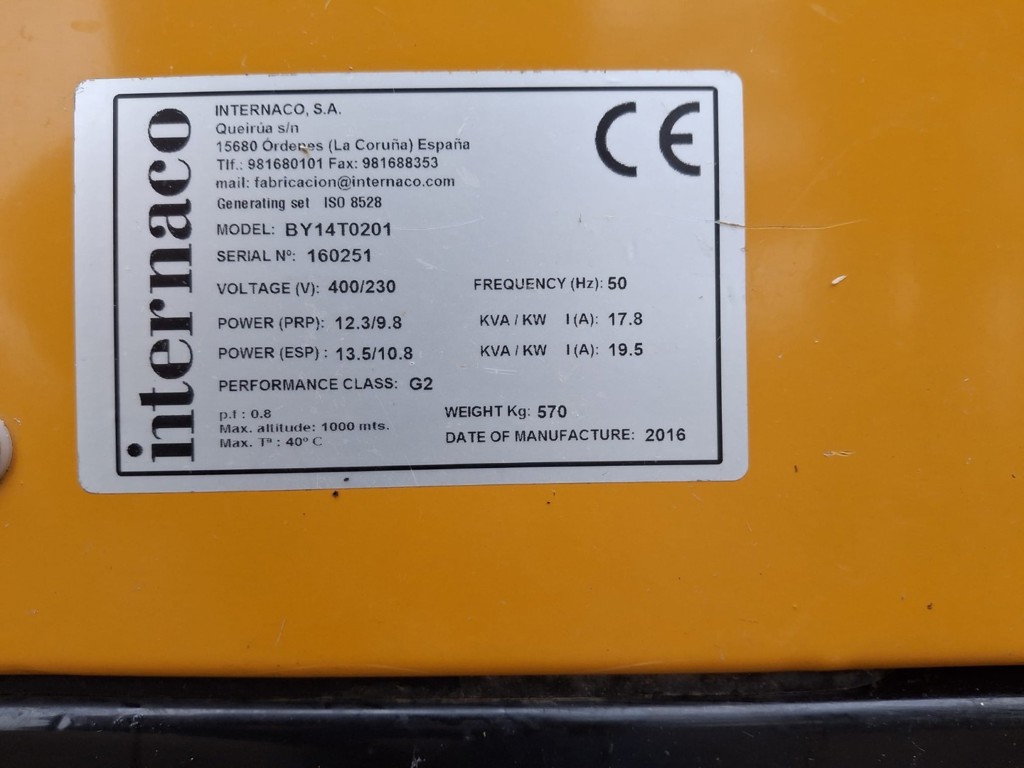 internaco
INTERNACO, S.A.
Queirúa s/n
15680 Órdenes (La Coruña) España
Tlf.: 981680101 Fax: 981688353
mail: fabricacion@internaco.com
Generating set ISO 8528
CE
MODEL: BY14T0201
SERIAL Nº: 160251
VOLTAGE (V): 400/230 FREQUENCY (Hz): 50
POWER (PRP): 12.3/9.8 KVA / KW I (A): 17.8
POWER (ESP) : 13.5/10.8 KVA / KW I (A): 19.5
PERFORMANCE CLASS: G2
p.f : 0.8 WEIGHT Kg: 570
Max. altitude: 1000 mts.
Max. Tª : 40º C DATE OF MANUFACTURE: 2016